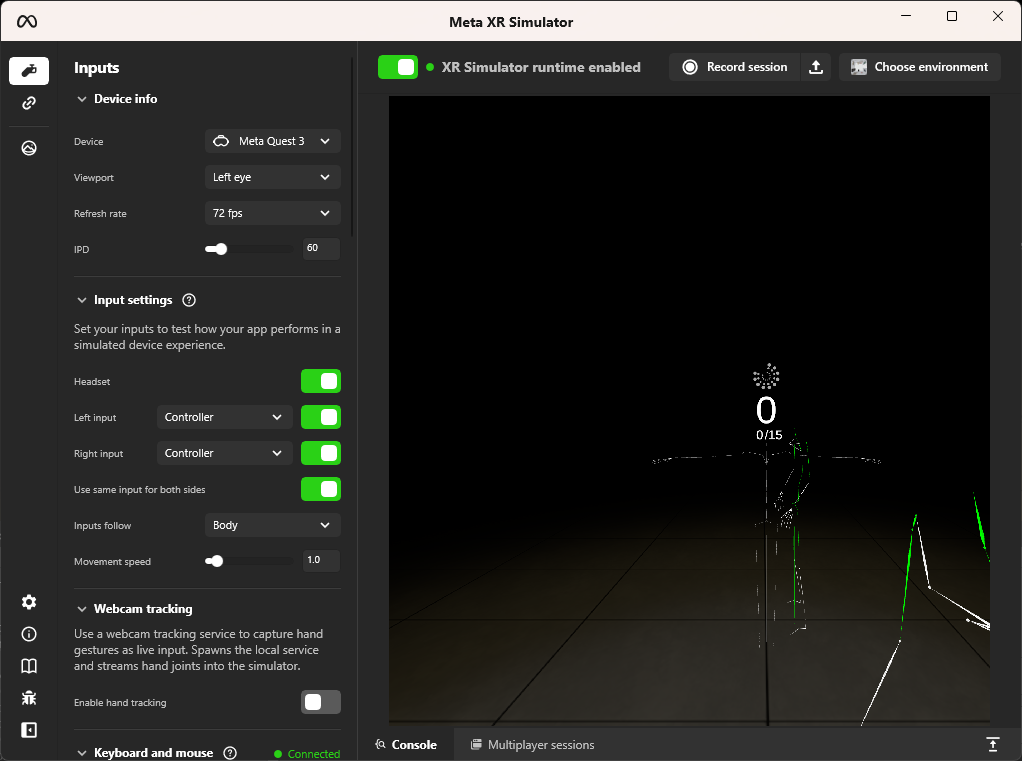 Meta XR Simulator
Inputs
Device info
Device
Meta Quest 3
Viewport
Left eye
Refresh rate
72 fps
IPD
60
Input settings
Set your inputs to test how your app performs in a
simulated device experience.
Headset
Left input
Controller
Right input
Controller
Use same input for both sides
Inputs follow
Body
Movement speed
1.0
Webcam tracking
Use a webcam tracking service to capture hand
gestures as live input. Spawns the local service
and streams hand joints into the simulator.
Enable hand tracking
Keyboard and mouse
Connected
XR Simulator runtime enabled
Record session
Choose environment
0
0/15
Console
Multiplayer sessions